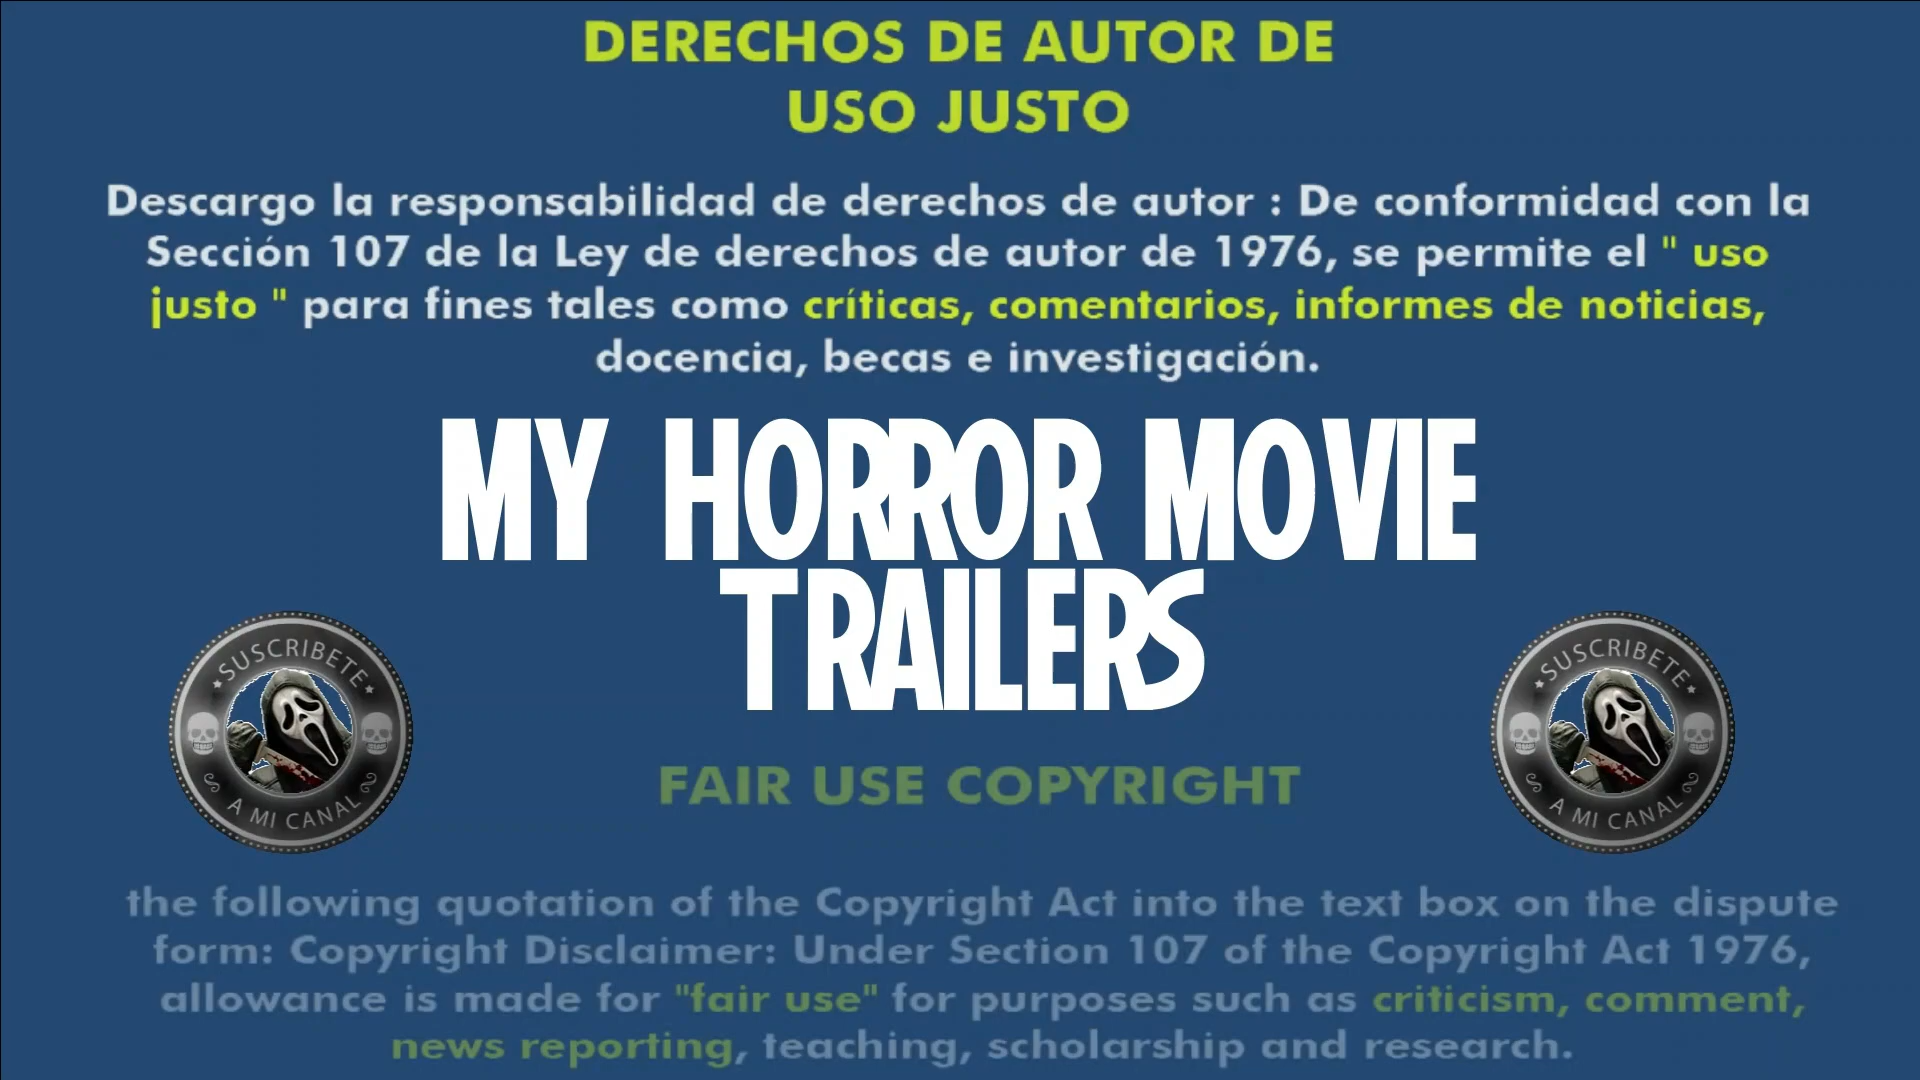 DERECHOS DE AUTOR DE
USO JUSTO
Descargo la responsabilidad de derechos de autor : De conformidad con la
Sección 107 de la Ley de derechos de autor de 1976, se permite el " uso
justo " para fines tales como críticas, comentarios, informes de noticias,
docencia, becas e investigación.
MY HORROR MOVIE
TRAILERS
SUSCRIBETE
A MI CANAL
SUSCRIBETE
A MI CANAL
FAIR USE COPYRIGHT
the following quotation of the Copyright Act into the text box on the dispute
form: Copyright Disclaimer: Under Section 107 of the Copyright Act 1976,
allowance is made for "fair use" for purposes such as criticism, comment,
news reporting, teaching, scholarship and research.